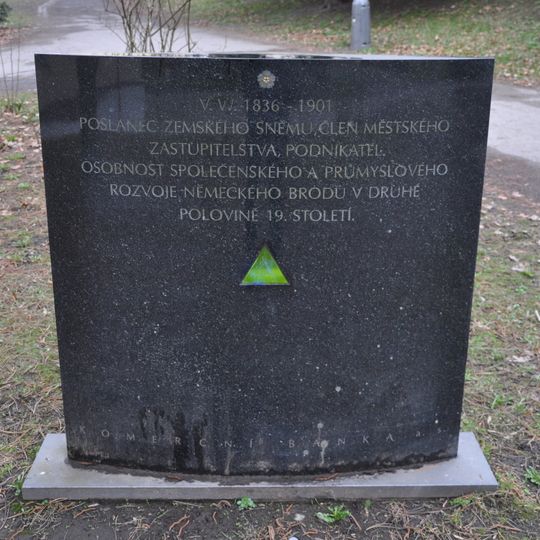 V. V. 1836 - 1901
POSLANEC ZEMSKÉHO SNĚMU, ČLEN MĚSTSKÉHO
ZASTUPITELSTVA, PODNIKATEL.
OSOBNOST SPOLEČENSKÉHO A PRŮMYSLOVÉHO
ROZVOJE NĚMECKÉHO BRODU V DRUHÉ
POLOVINĚ 19. STOLETÍ.
KOMERČNÍ BANKA a.